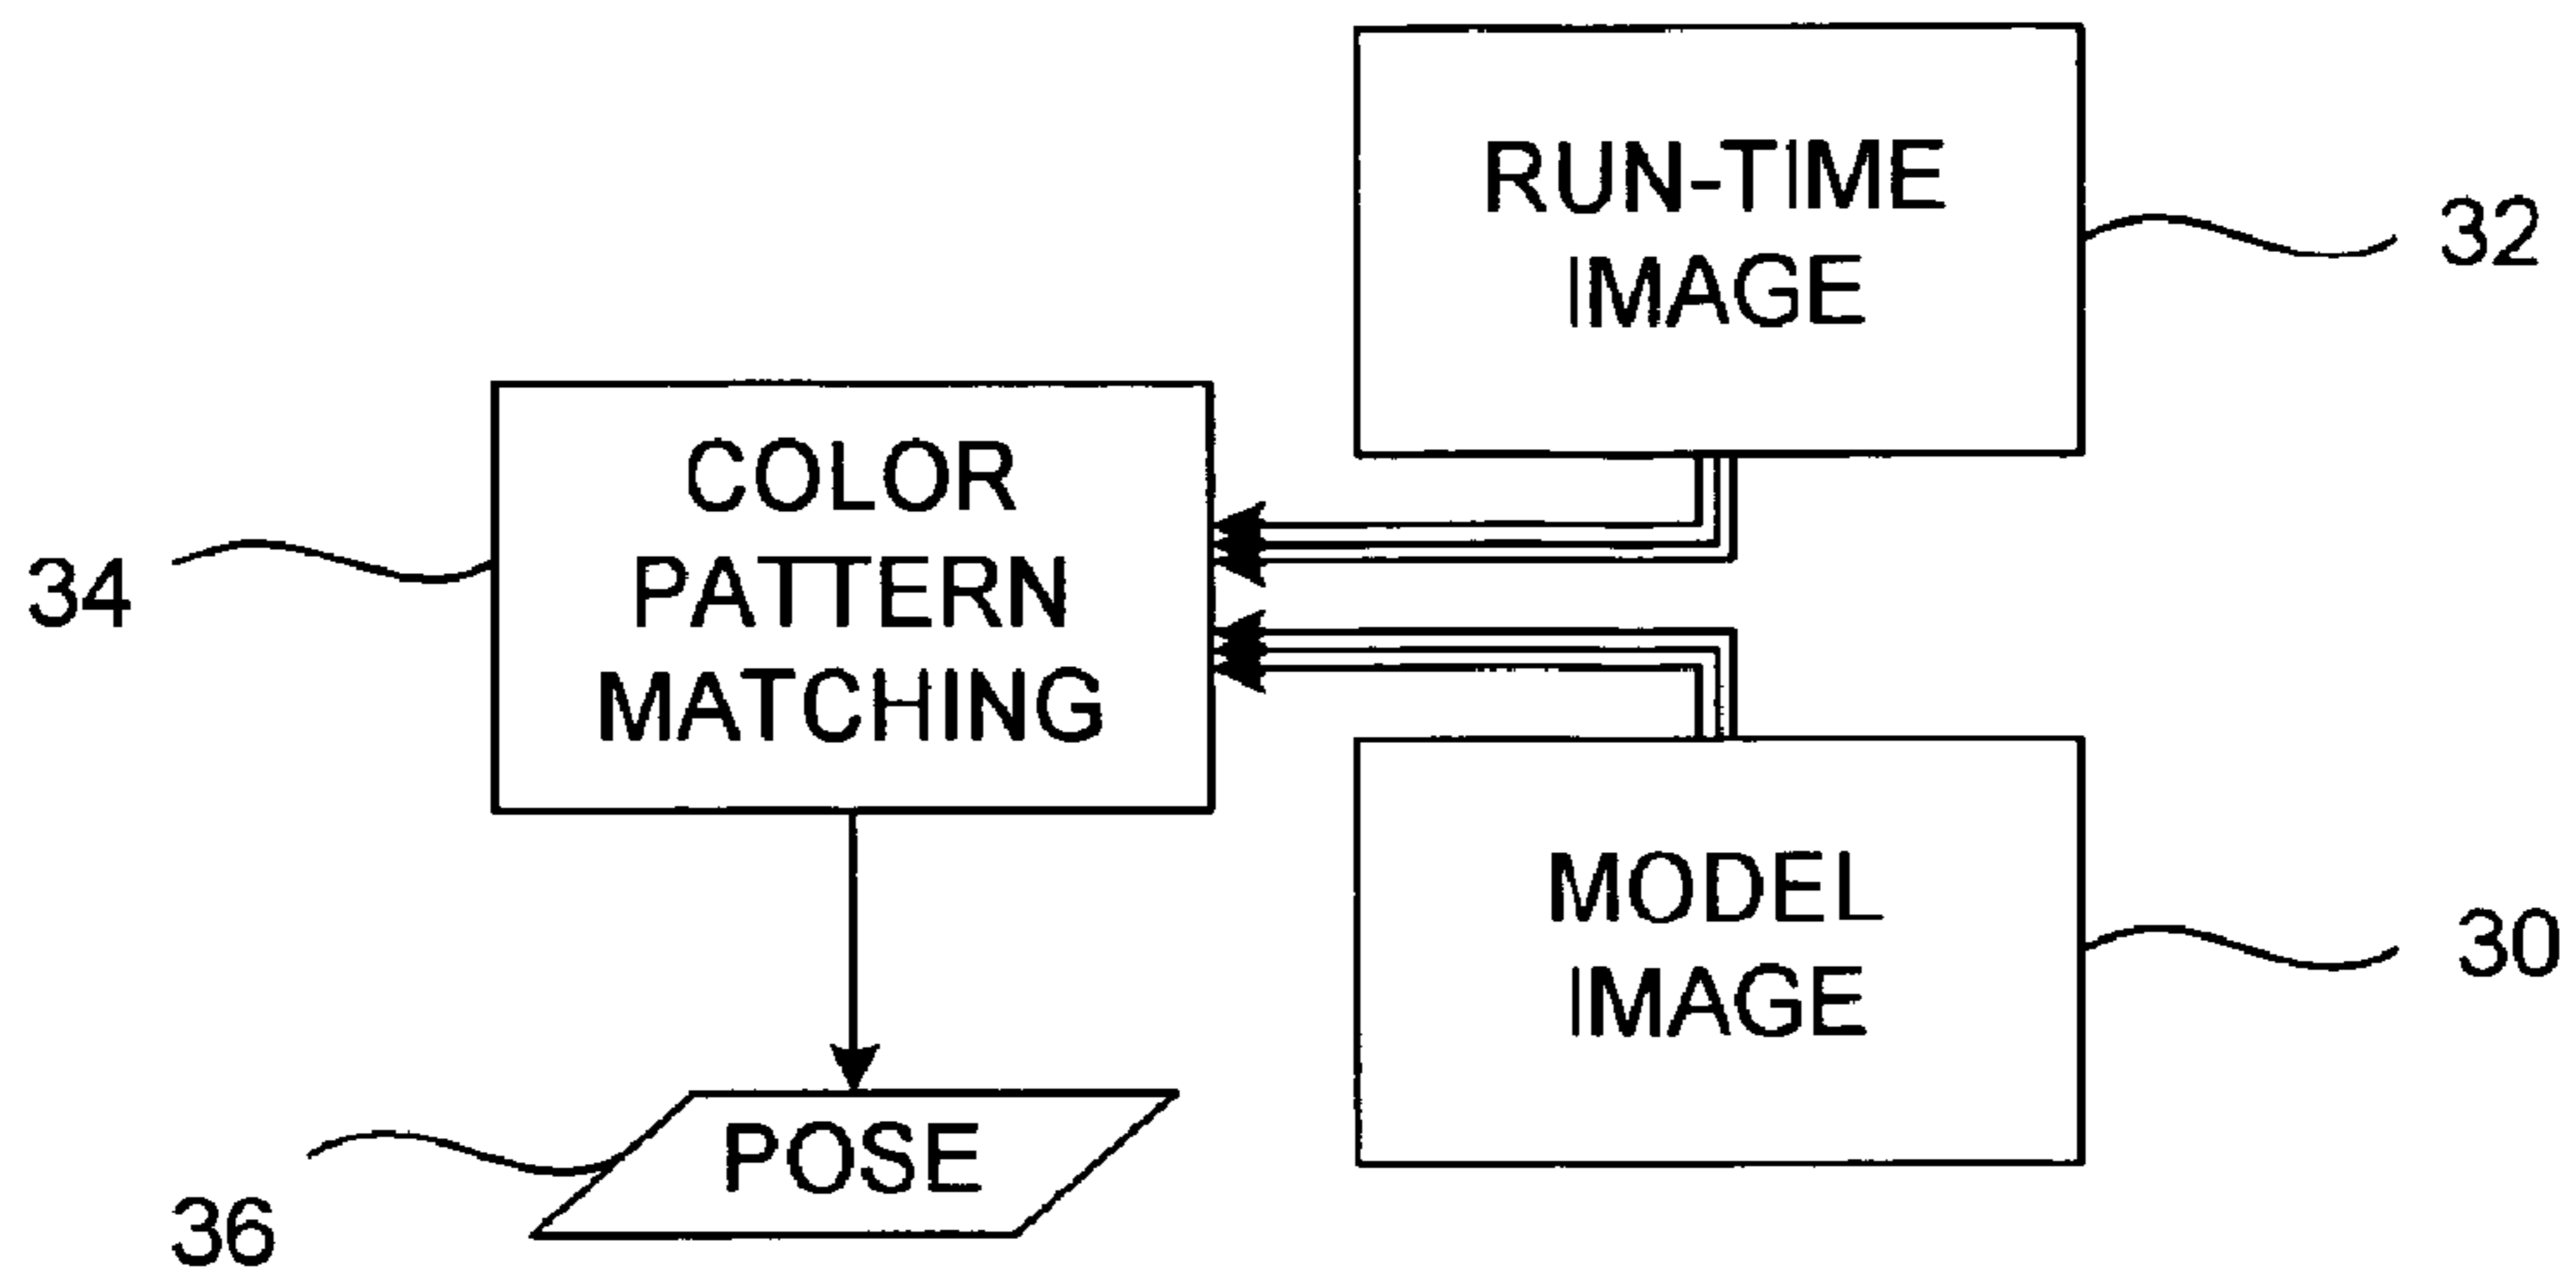 RUN-TIME
IMAGE
32
COLOR
PATTERN
MATCHING
34
MODEL
IMAGE
30
POSE
36